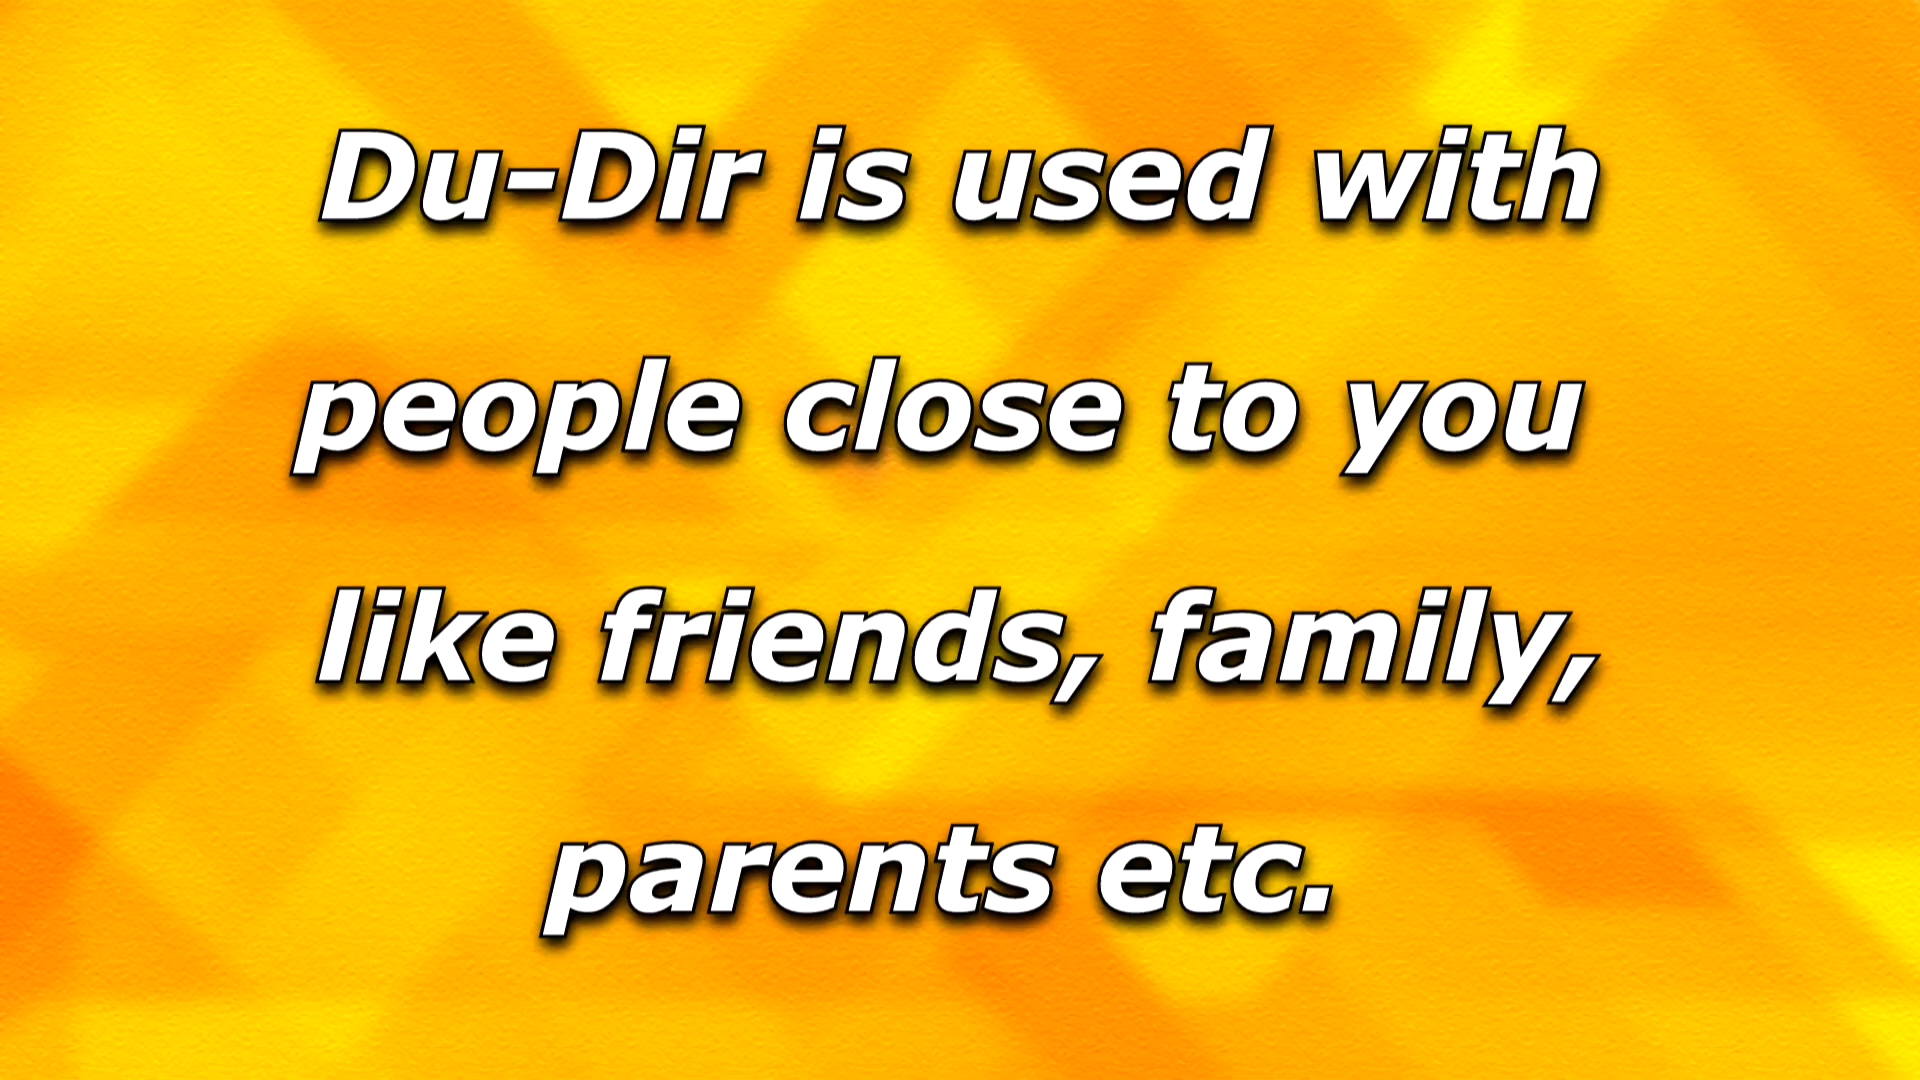 Du-Dir is used with
people close to you
like friends, family,
parents etc.